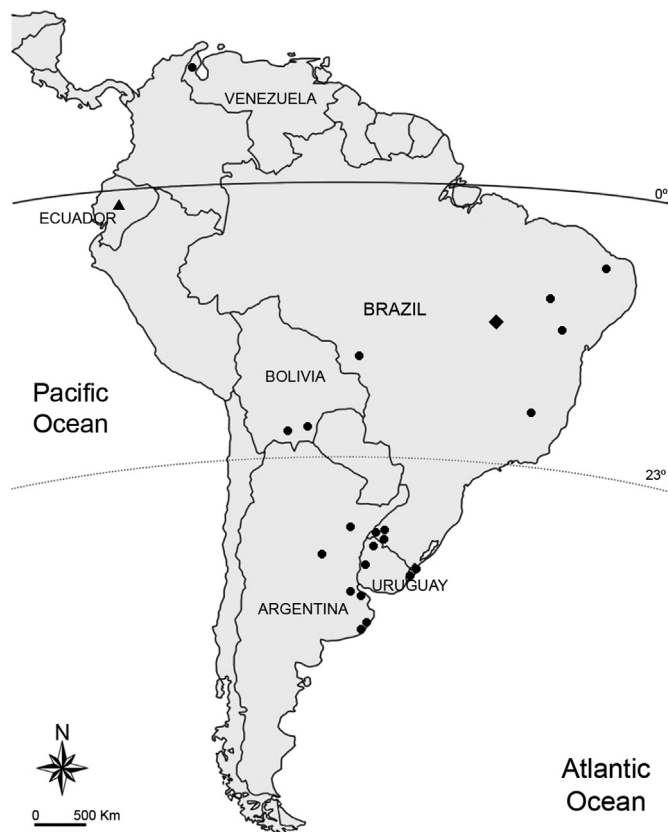 VENEZUELA
0º
ECUADOR
BRAZIL
BOLIVIA
Pacific
Ocean
23º
URUGUAY
ARGENTINA
N
Atlantic
Ocean
0 500 Km